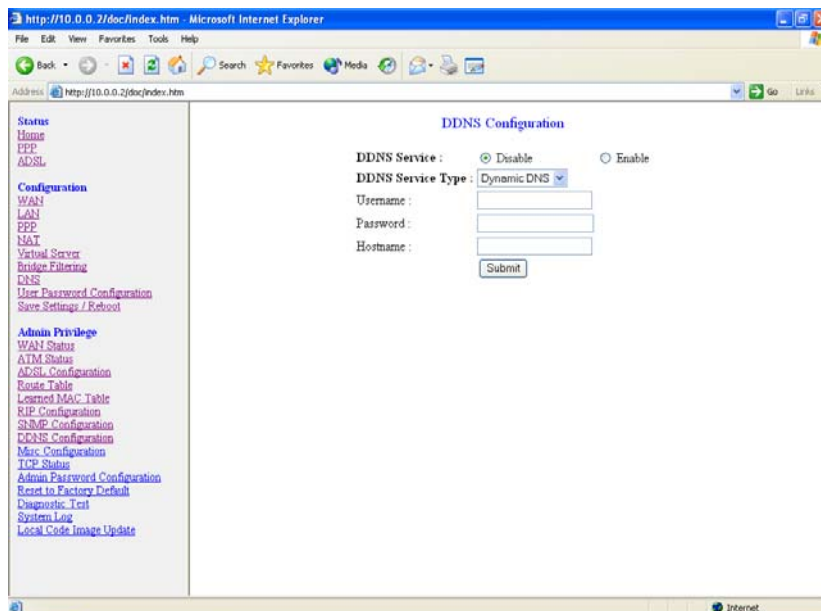 http://10.0.0.2/doc/index.htm - Microsoft Internet Explorer
File Edit View Favorites Tools Help
Back Search Favorites Media
Address http://10.0.0.2/doc/index.htm Go Links
Status
Home
PPP
ADSL
Configuration
WAN
LAN
PPP
NAT
Virtual Server
Bridge Filtering
DNS
User Password Configuration
Save Settings / Reboot
Admin Privilege
WAN Status
ATM Status
ADSL Configuration
Route Table
Learned MAC Table
RIP Configuration
SNMP Configuration
DDNS Configuration
Misc Configuration
TCP Status
Admin Password Configuration
Reset to Factory Default
Diagnostic Test
System Log
Local Code Image Update
DDNS Configuration
DDNS Service : Disable Enable
DDNS Service Type : Dynamic DNS
Username :
Password :
Hostname :
Submit
Internet